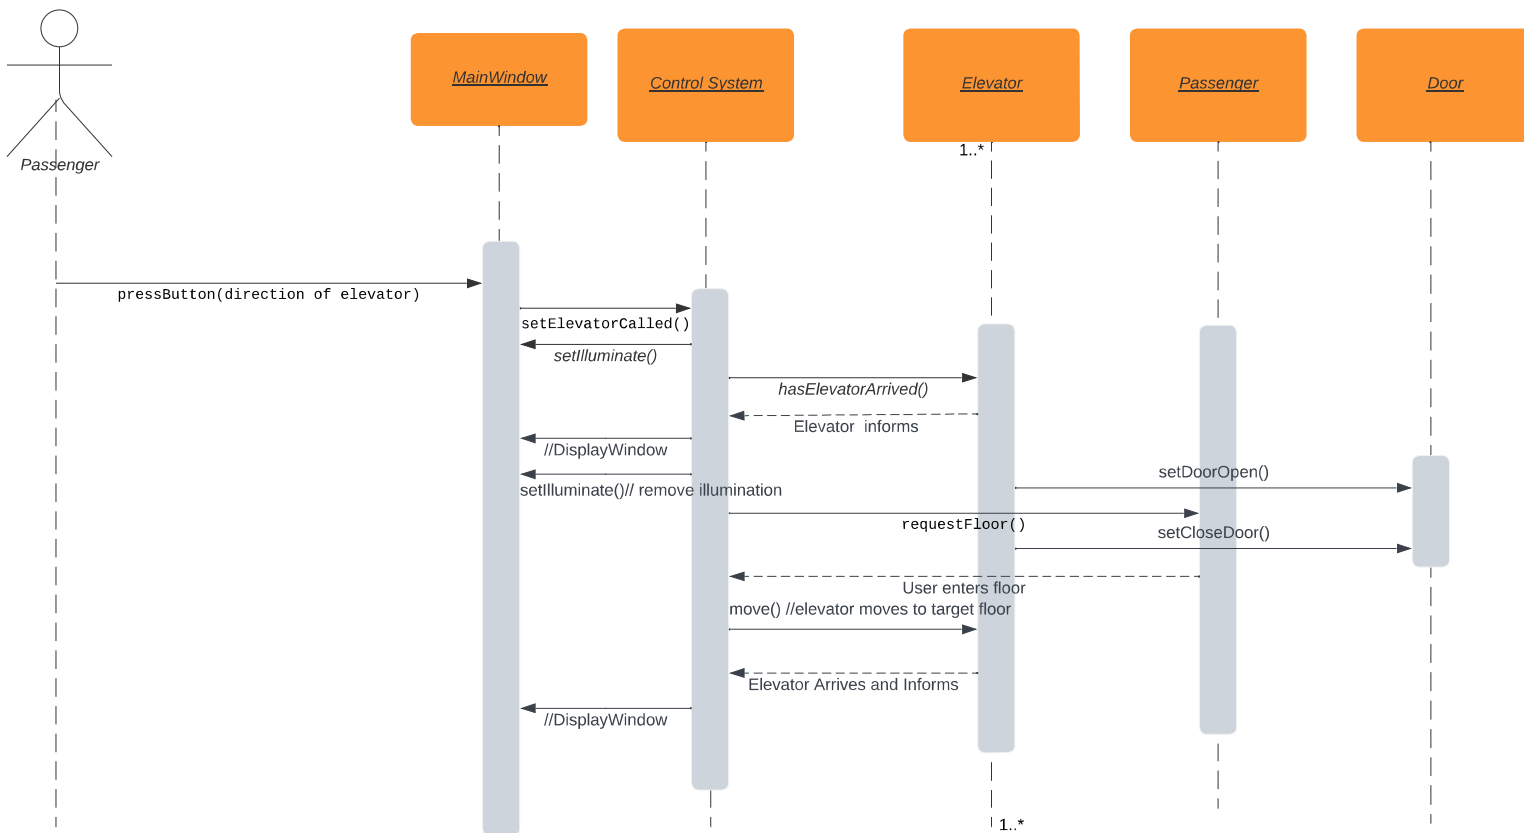 MainWindow
Control System
Elevator
Passenger
Door
1..*
Passenger
pressButton(direction of elevator)
setElevatorCalled()
setIlluminate()
hasElevatorArrived()
Elevator  informs
//DisplayWindow
setDoorOpen()
setIlluminate()// remove illumination
requestFloor()
setCloseDoor()
User enters floor
move() //elevator moves to target floor
Elevator Arrives and Informs
//DisplayWindow
1..*